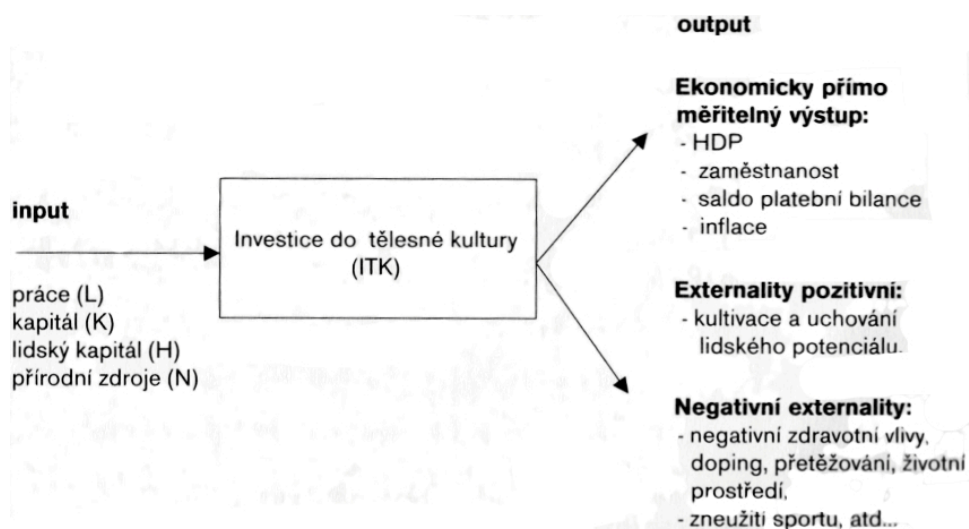 input
práce (L)
kapitál (K)
lidský kapitál (H)
přírodní zdroje (N)
Investice do tělesné kultury
(ITK)
output
Ekonomicky přímo
měřitelný výstup:
- HDP
- zaměstnanost
- saldo platební bilance
- inflace
Externality pozitivní:
- kultivace a uchování
lidského potenciálu.
Negativní externality:
- negativní zdravotní vlivy,
doping, přetěžování, životní
prostředí,
- zneužití sportu, atd...